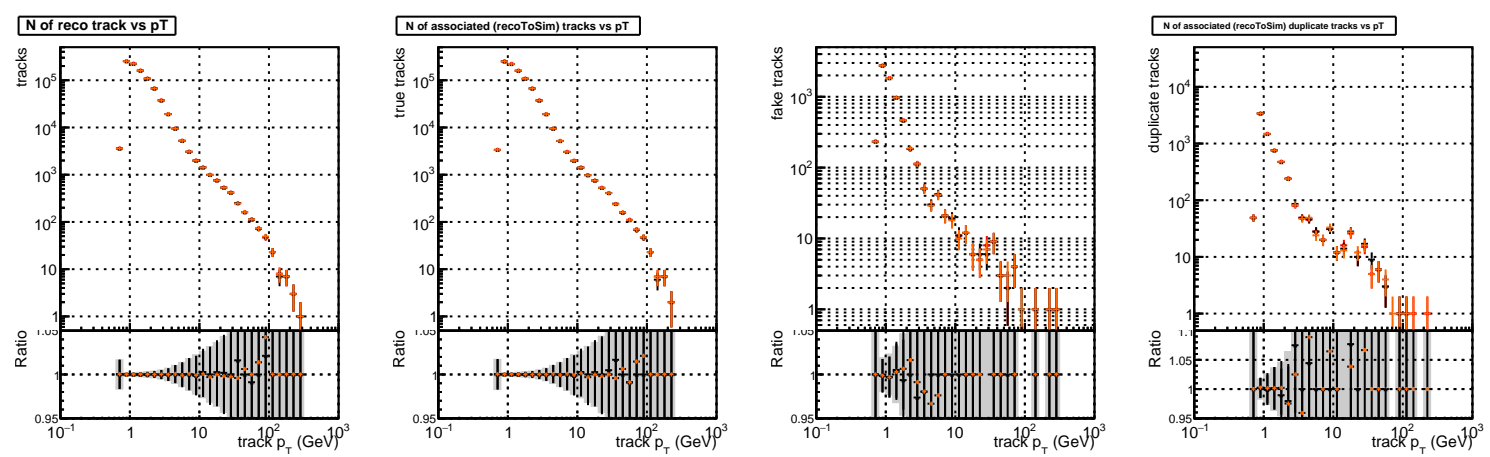 N of reco track vs pT
tracks
10^5
10^4
10^3
10^2
10
1
Ratio
1.05
1
0.95
10^−1 1 10 10^2 10^3
track p_T (GeV)
N of associated (recoToSim) tracks vs pT
true tracks
10^5
10^4
10^3
10^2
10
1
Ratio
1.05
1
0.95
10^−1 1 10 10^2 10^3
track p_T (GeV)
fake tracks
10^3
10^2
10
1
Ratio
1.05
1
0.95
10^−1 1 10 10^2 10^3
track p_T (GeV)
N of associated (recoToSim) duplicate tracks vs pT
duplicate tracks
10^4
10^3
10^2
10
1
Ratio
1.1
1.05
1
0.95
10^−1 1 10 10^2 10^3
track p_T (GeV)